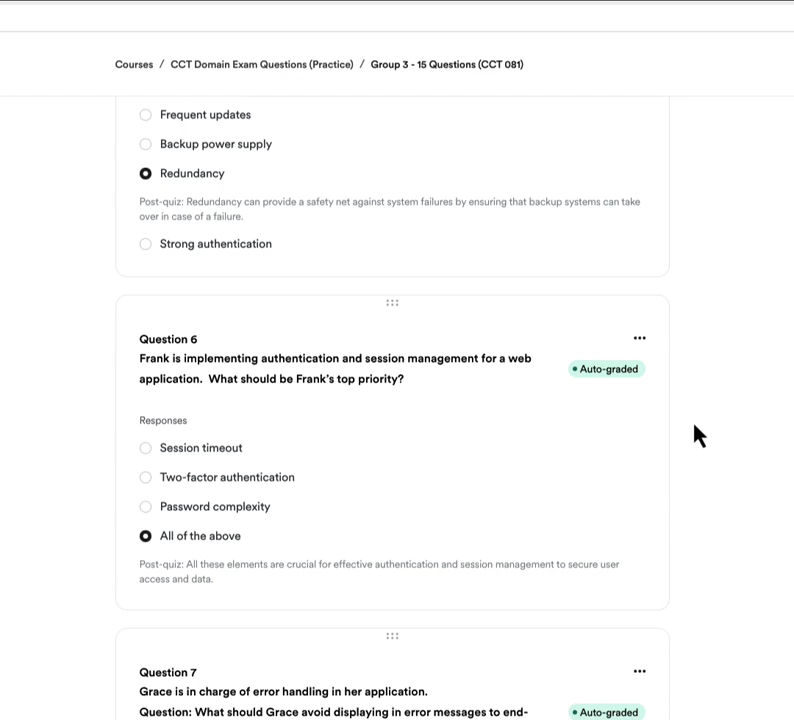 Courses / CCT Domain Exam Questions (Practice) / Group 3 - 15 Questions (CCT 081)
Frequent updates
Backup power supply
Redundancy
Post-quiz: Redundancy can provide a safety net against system failures by ensuring that backup systems can take
over in case of a failure.
Strong authentication
Question 6
Frank is implementing authentication and session management for a web
application.  What should be Frank's top priority?
Auto-graded
Responses
Session timeout
Two-factor authentication
Password complexity
All of the above
Post-quiz: All these elements are crucial for effective authentication and session management to secure user
access and data.
Question 7
Grace is in charge of error handling in her application.
Question: What should Grace avoid displaying in error messages to end-
Auto-graded